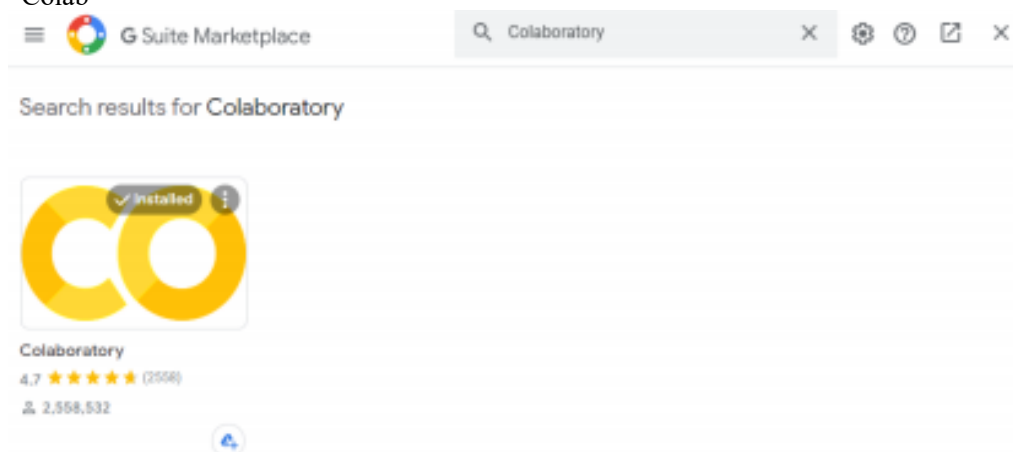 Colab
G Suite Marketplace
Colaboratory
Search results for Colaboratory
Installed
Colaboratory
4.7 (2558)
2,558,532